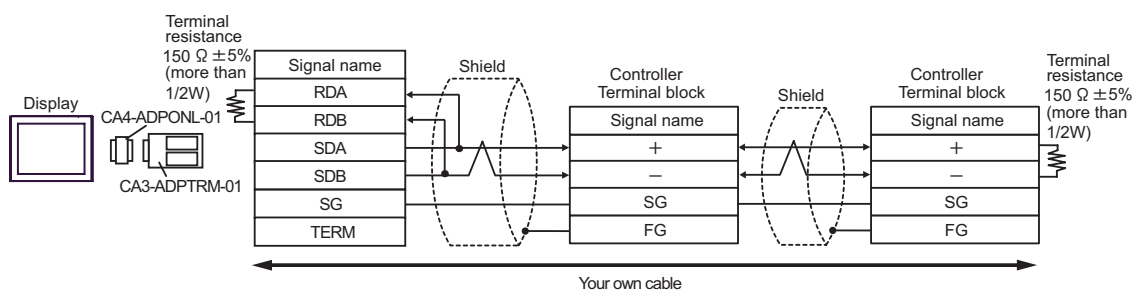 Terminal
resistance
150 Ω ±5%
(more than
1/2W)
Display
CA4-ADPONL-01
CA3-ADPTRM-01
Signal name
RDA
RDB
SDA
SDB
SG
TERM
Shield
Controller
Terminal block
Signal name
+
−
SG
FG
Shield
Controller
Terminal block
Signal name
+
−
SG
FG
Terminal
resistance
150 Ω ±5%
(more than
1/2W)
Your own cable